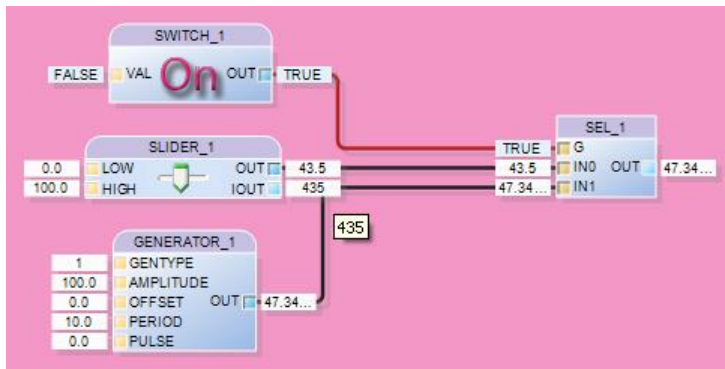 SWITCH_1
FALSE VAL On OUT TRUE
SEL_1
TRUE G
SLIDER_1
0.0 LOW OUT 43.5 43.5 IN0 OUT 47.34...
100.0 HIGH IOUT 435 47.34... IN1
435
GENERATOR_1
1 GENTYPE
100.0 AMPLITUDE
0.0 OFFSET OUT 47.34...
10.0 PERIOD
0.0 PULSE